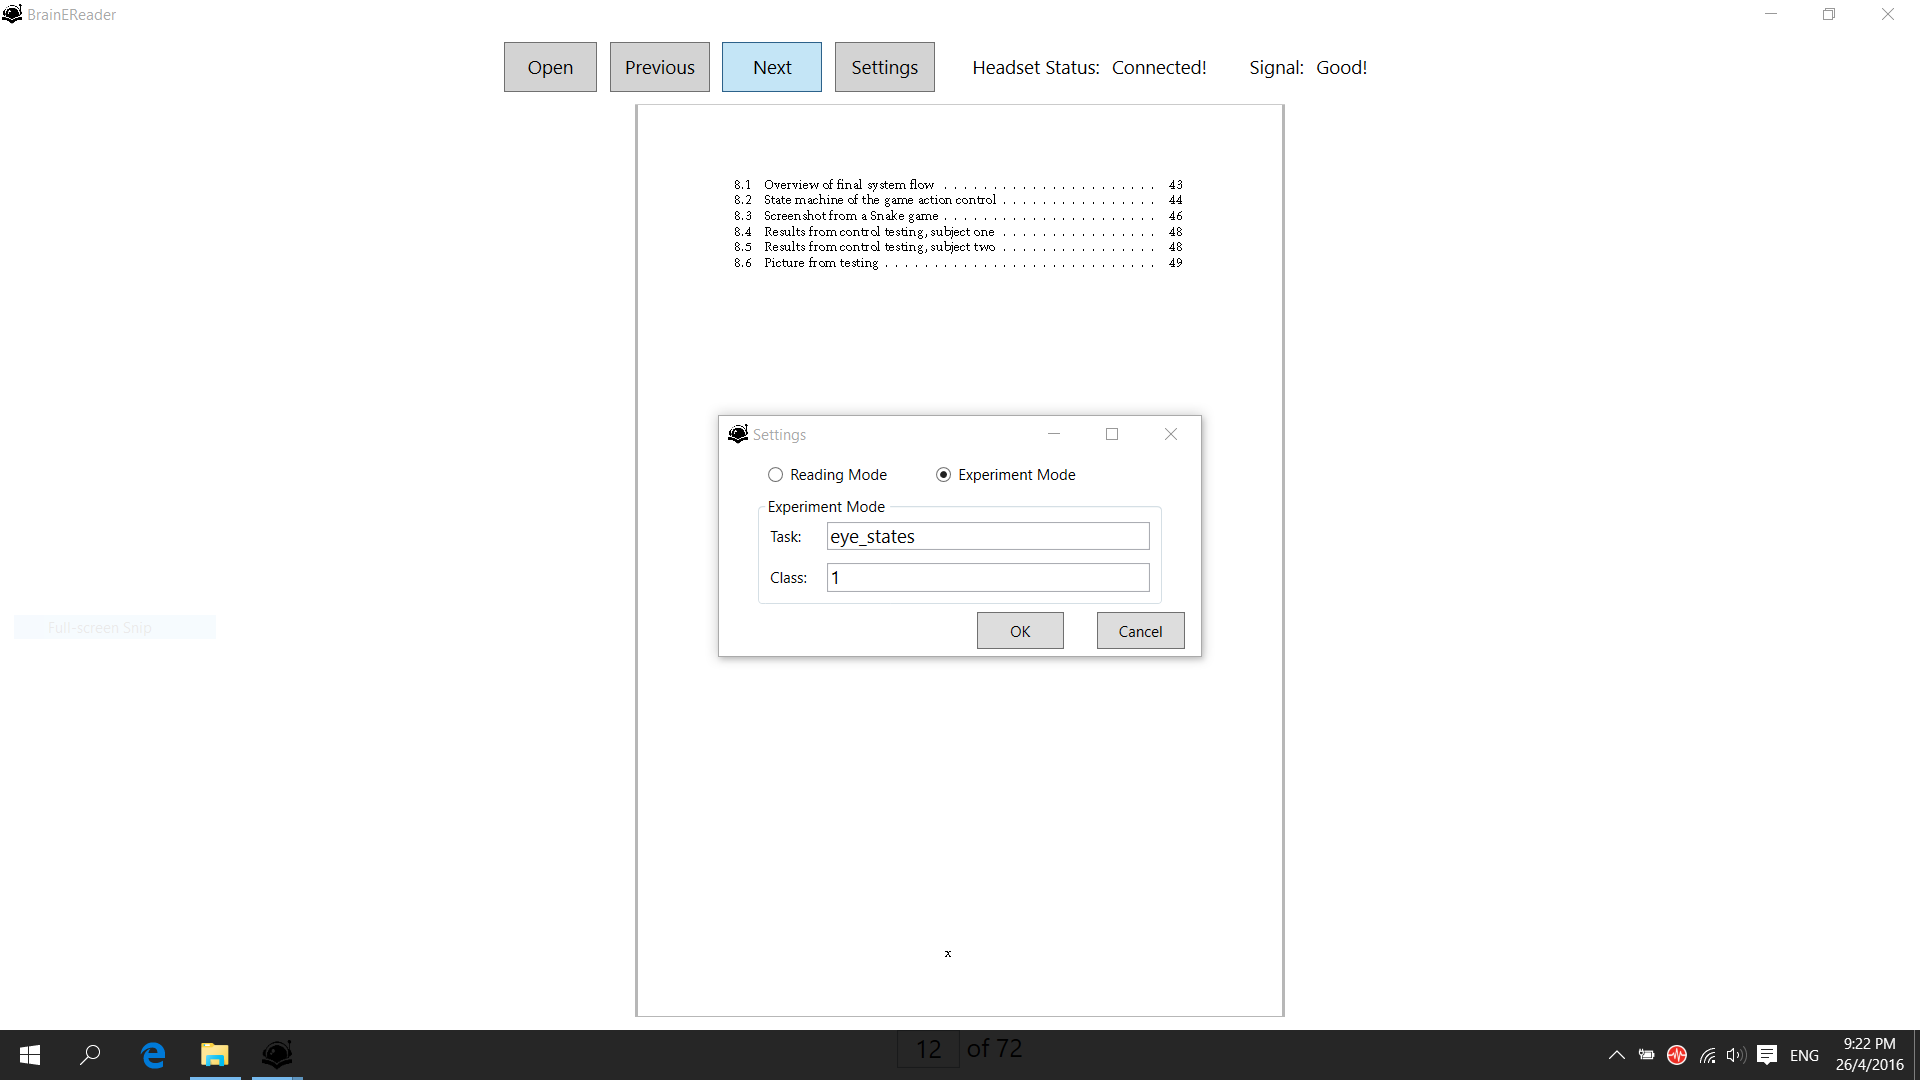 BrainEReader
Open Previous Next Settings Headset Status: Connected! Signal: Good!
8.1 Overview of final system flow . . . . . . . . . . . . . . . . . . . . . . 43
8.2 State machine of the game action control . . . . . . . . . . . . . . . . 44
8.3 Screenshot from a Snake game . . . . . . . . . . . . . . . . . . . . . . 46
8.4 Results from control testing, subject one . . . . . . . . . . . . . . . . 48
8.5 Results from control testing, subject two . . . . . . . . . . . . . . . . 48
8.6 Picture from testing . . . . . . . . . . . . . . . . . . . . . . . . . . . . 49
Settings
Reading Mode Experiment Mode
Experiment Mode
Task: eye_states
Class: 1
OK Cancel
Full-screen Snip
x
12 of 72
ENG
9:22 PM
26/4/2016